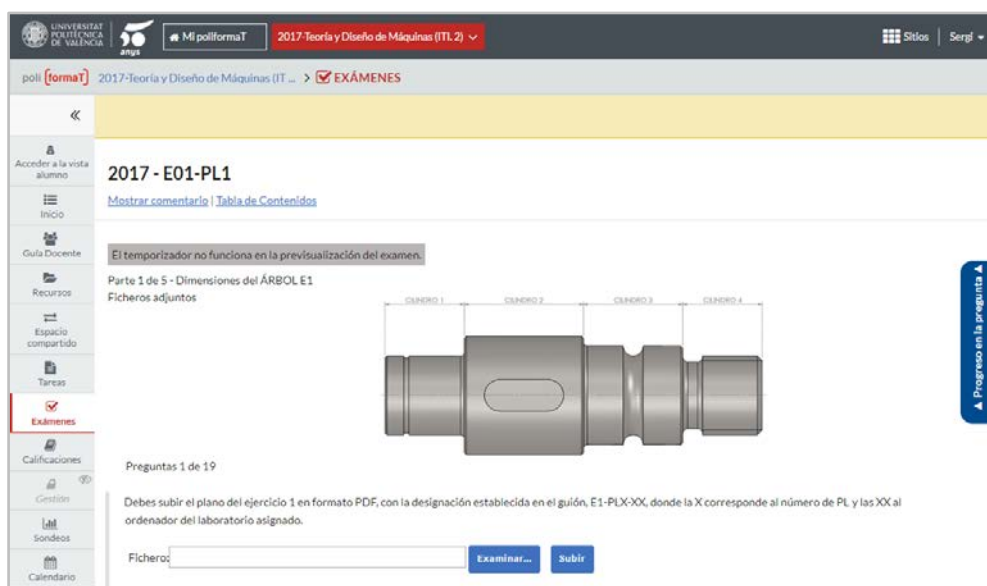 UNIVERSITAT
POLITÈCNICA
DE VALÈNCIA
50
anys
Mi poliformaT
2017-Teoría y Diseño de Máquinas (ITI. 2)
Sitios
Sergi
poli [formaT]
2017-Teoría y Diseño de Máquinas (IT ... > EXÁMENES
«
Acceder a la vista
alumno
Inicio
Guía Docente
Recursos
Espacio
compartido
Tareas
Exámenes
Calificaciones
Gestión
Sondeos
Calendario
2017 - E01-PL1
Mostrar comentario | Tabla de Contenidos
El temporizador no funciona en la previsualización del examen.
Parte 1 de 5 - Dimensiones del ÁRBOL E1
Ficheros adjuntos
CILINDRO 1
CILINDRO 2
CILINDRO 3
CILINDRO 4
Progreso en la pregunta
Preguntas 1 de 19
Debes subir el plano del ejercicio 1 en formato PDF, con la designación establecida en el guión, E1-PLX-XX, donde la X corresponde al número de PL y las XX al
ordenador del laboratorio asignado.
Fichero:
Examinar...
Subir